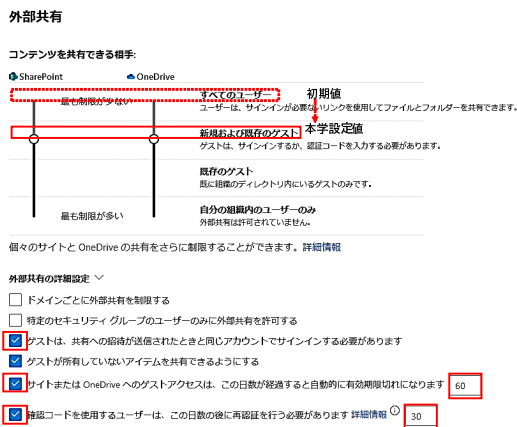 外部共有
コンテンツを共有できる相手:
SharePoint OneDrive
最も制限が少ない すべてのユーザー 初期値
ユーザーは、サインインが必要ないリンクを使用してファイルとフォルダーを共有できます。
新規および既存のゲスト 本学設定値
ゲストは、サインインするか、認証コードを入力する必要があります。
既存のゲスト
既に組織のディレクトリ内にいるゲストのみです。
最も制限が多い 自分の組織内のユーザーのみ
外部共有は許可されていません。
個々のサイトと OneDrive の共有をさらに制限することができます。詳細情報
外部共有の詳細設定
ドメインごとに外部共有を制限する
特定のセキュリティ グループのユーザーのみに外部共有を許可する
ゲストは、共有への招待が送信されたときと同じアカウントでサインインする必要があります
ゲストが所有していないアイテムを共有できるようにする
サイトまたは OneDrive へのゲストアクセスは、この日数が経過すると自動的に有効期限切れになります 60
確認コードを使用するユーザーは、この日数の後に再認証を行う必要があります 詳細情報 30